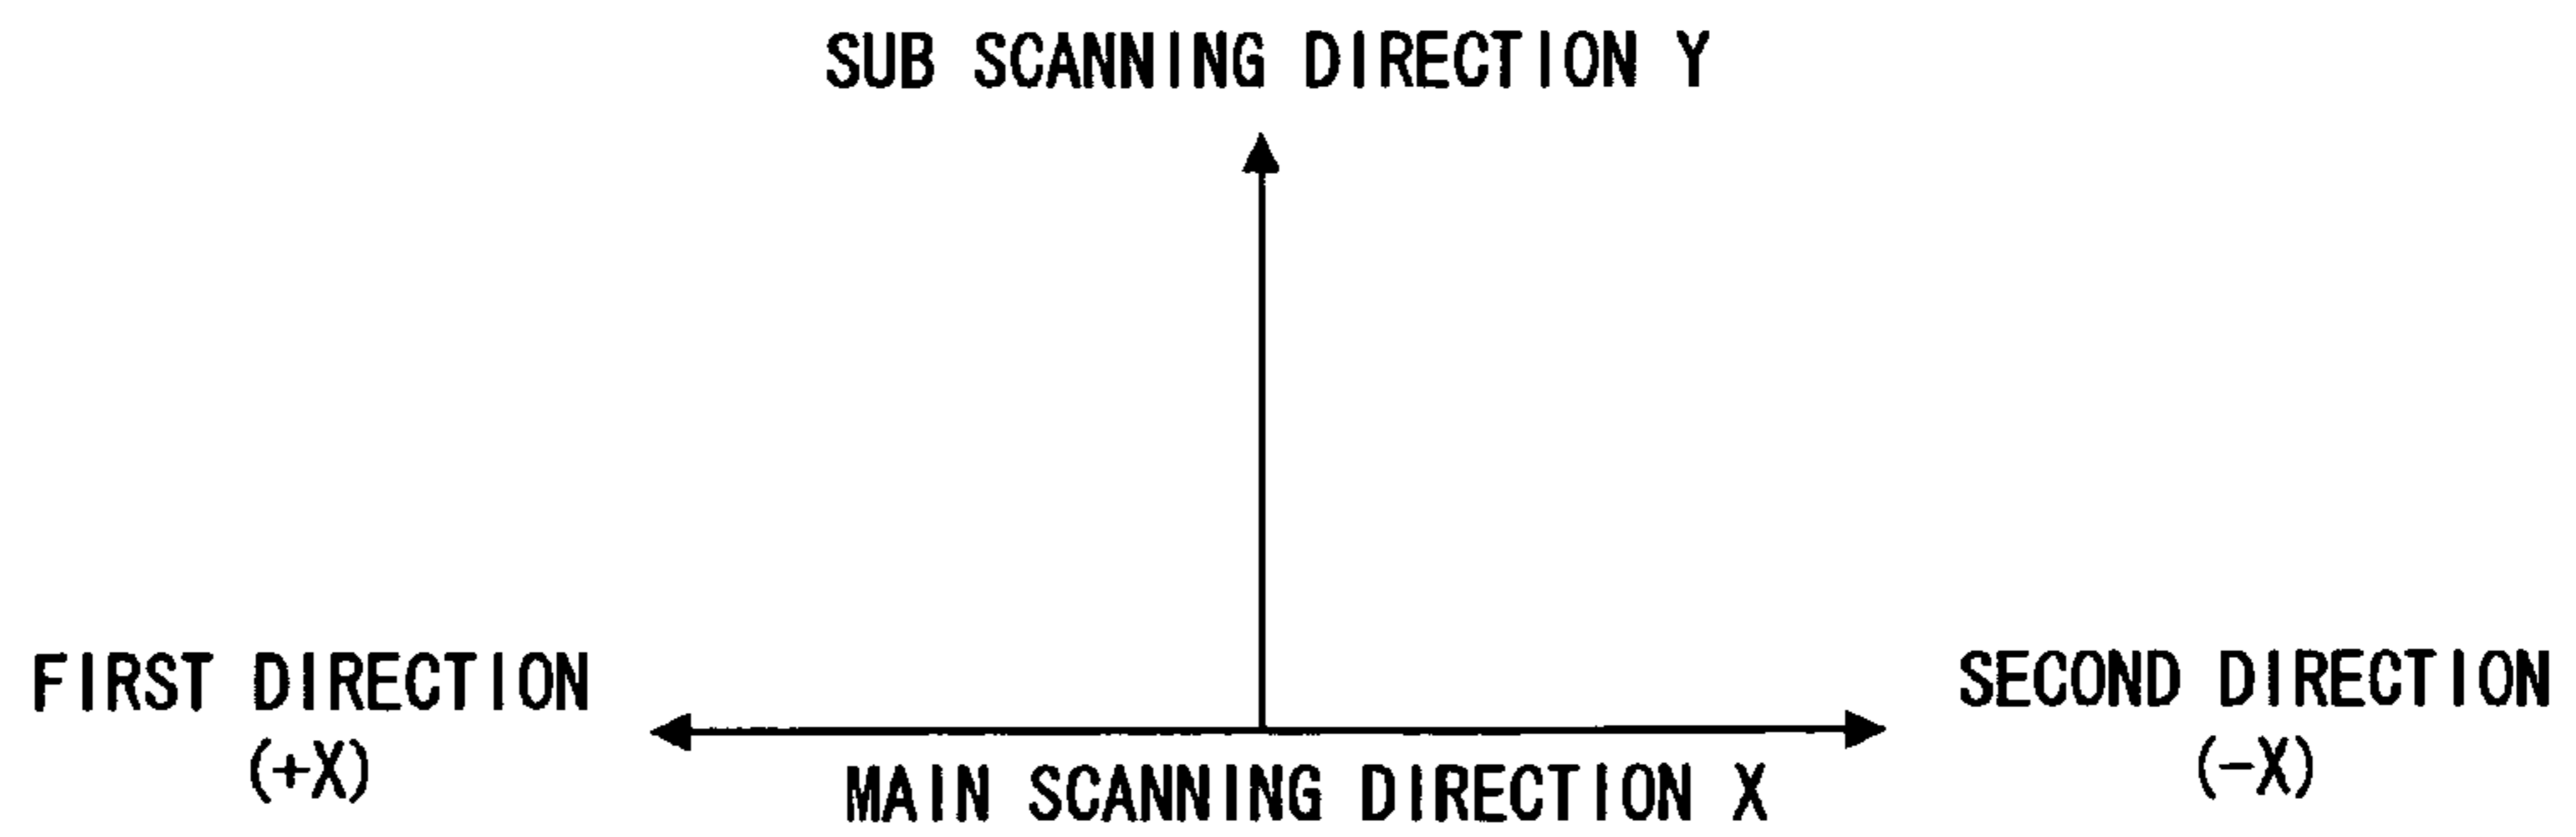 SUB SCANNING DIRECTION Y
FIRST DIRECTION
(+X)
MAIN SCANNING DIRECTION X
SECOND DIRECTION
(-X)